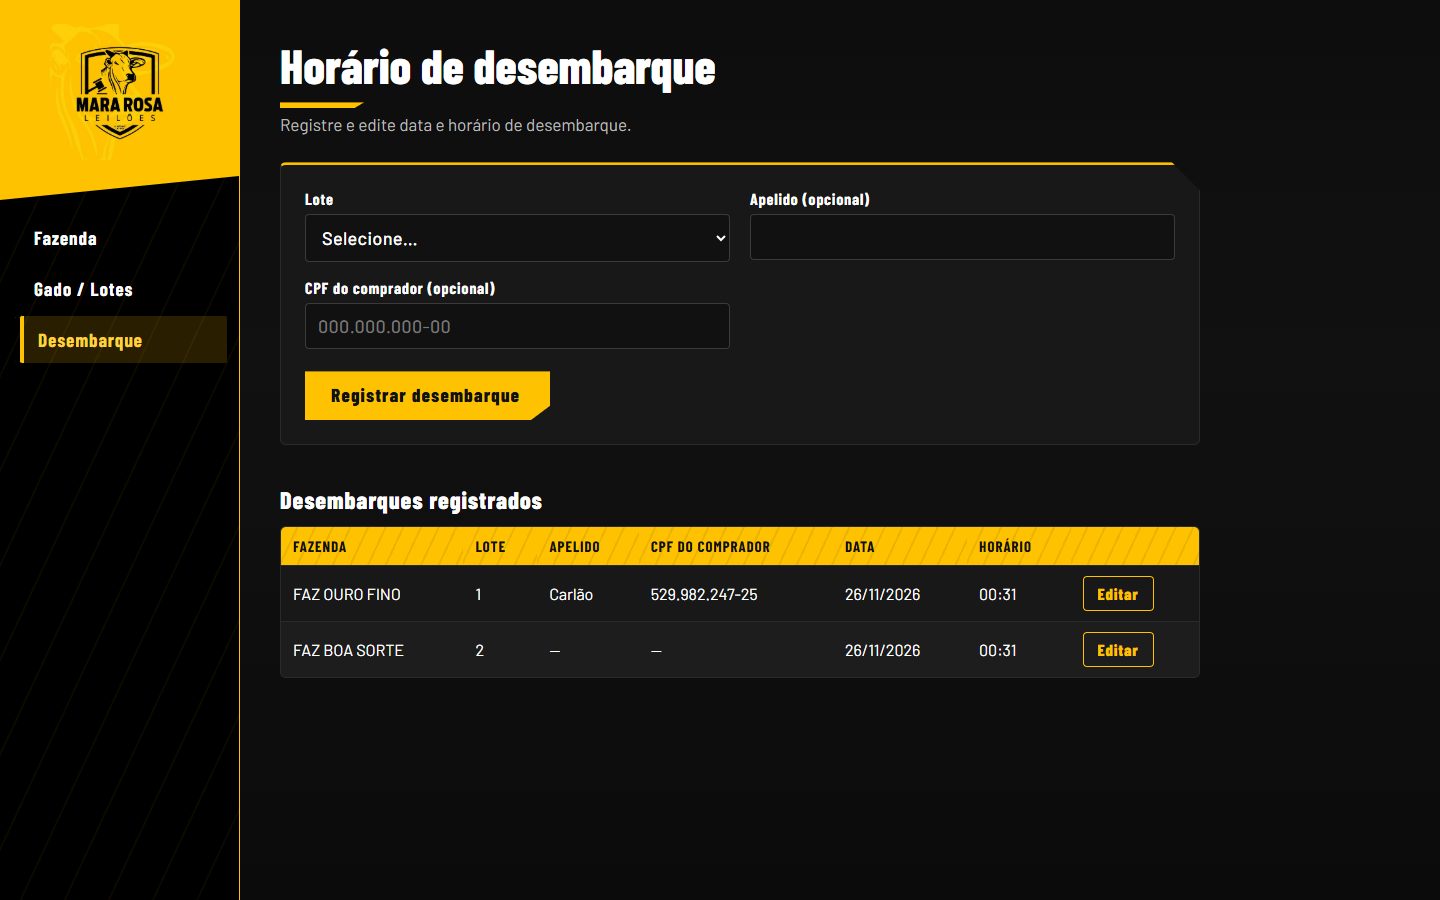 MARA ROSA
LEILÕES
Fazenda
Gado / Lotes
Desembarque
Horário de desembarque
Registre e edite data e horário de desembarque.
Lote
Apelido (opcional)
Selecione...
CPF do comprador (opcional)
000.000.000-00
Registrar desembarque
Desembarques registrados
FAZENDA LOTE APELIDO CPF DO COMPRADOR DATA HORÁRIO
FAZ OURO FINO 1 Carlão 529.982.247-25 26/11/2026 00:31 Editar
FAZ BOA SORTE 2 — — 26/11/2026 00:31 Editar